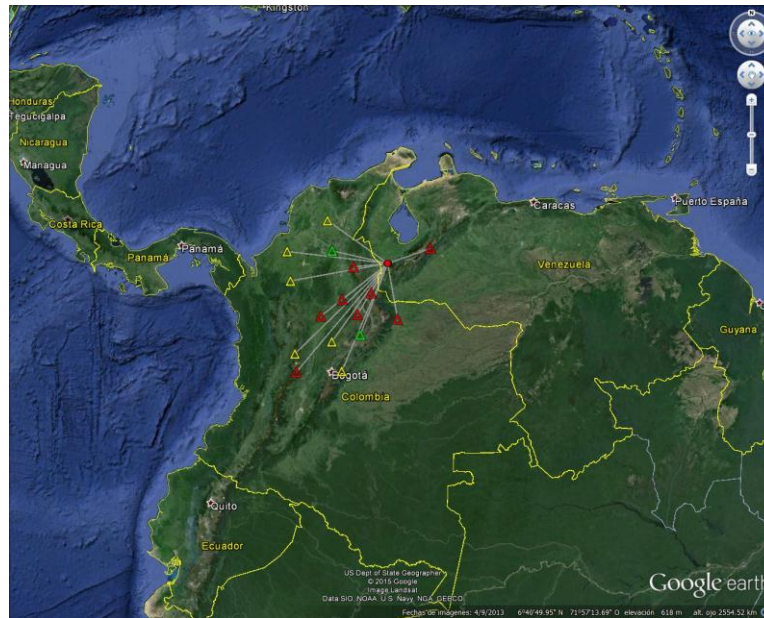 Kingston
N
Honduras
Tegucigalpa
Nicaragua
Managua
Costa Rica
Panamá
Panamá
Caracas
Puerto España
Venezuela
Guyana
Bogotá
Colombia
Quito
Ecuador
US Dept of State Geographer
© 2015 Google
Image Landsat
Data SIO, NOAA, U.S. Navy, NGA, GEBCO
Google earth
Fechas de imágenes: 4/9/2013 6°40'49.95" N 71°57'13.69" O elevación 618 m alt. ojo 2554.52 km